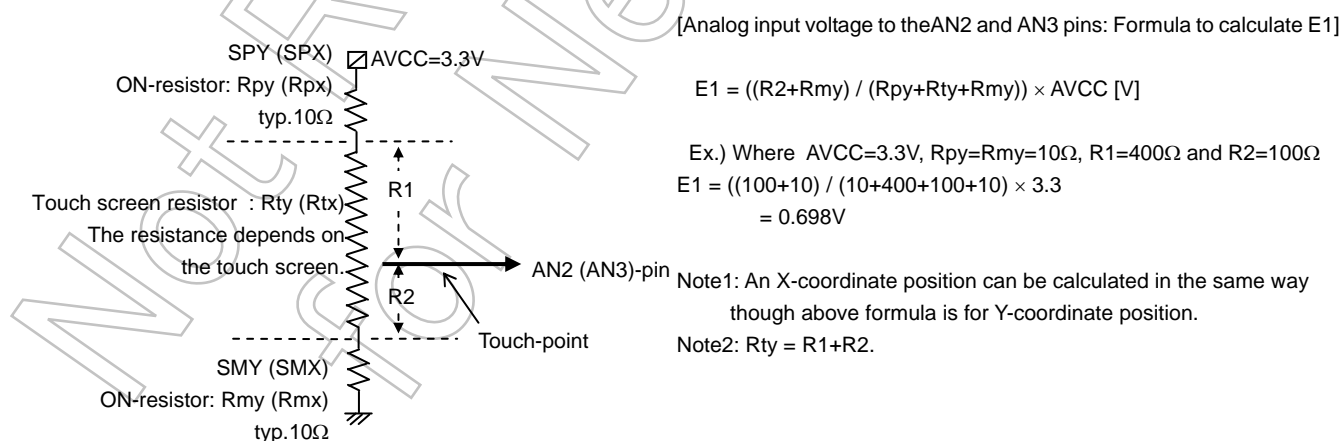 SPY (SPX)
AVCC=3.3V
ON-resistor: Rpy (Rpx)
typ.10Ω
R1
Touch screen resistor : Rty (Rtx)
The resistance depends on
the touch screen.
AN2 (AN3)-pin
R2
Touch-point
SMY (SMX)
ON-resistor: Rmy (Rmx)
typ.10Ω
[Analog input voltage to theAN2 and AN3 pins: Formula to calculate E1]
E1 = ((R2+Rmy) / (Rpy+Rty+Rmy)) × AVCC [V]
Ex.) Where AVCC=3.3V, Rpy=Rmy=10Ω, R1=400Ω and R2=100Ω
E1 = ((100+10) / (10+400+100+10) × 3.3
= 0.698V
Note1: An X-coordinate position can be calculated in the same way
though above formula is for Y-coordinate position.
Note2: Rty = R1+R2.
Not R
for Ne